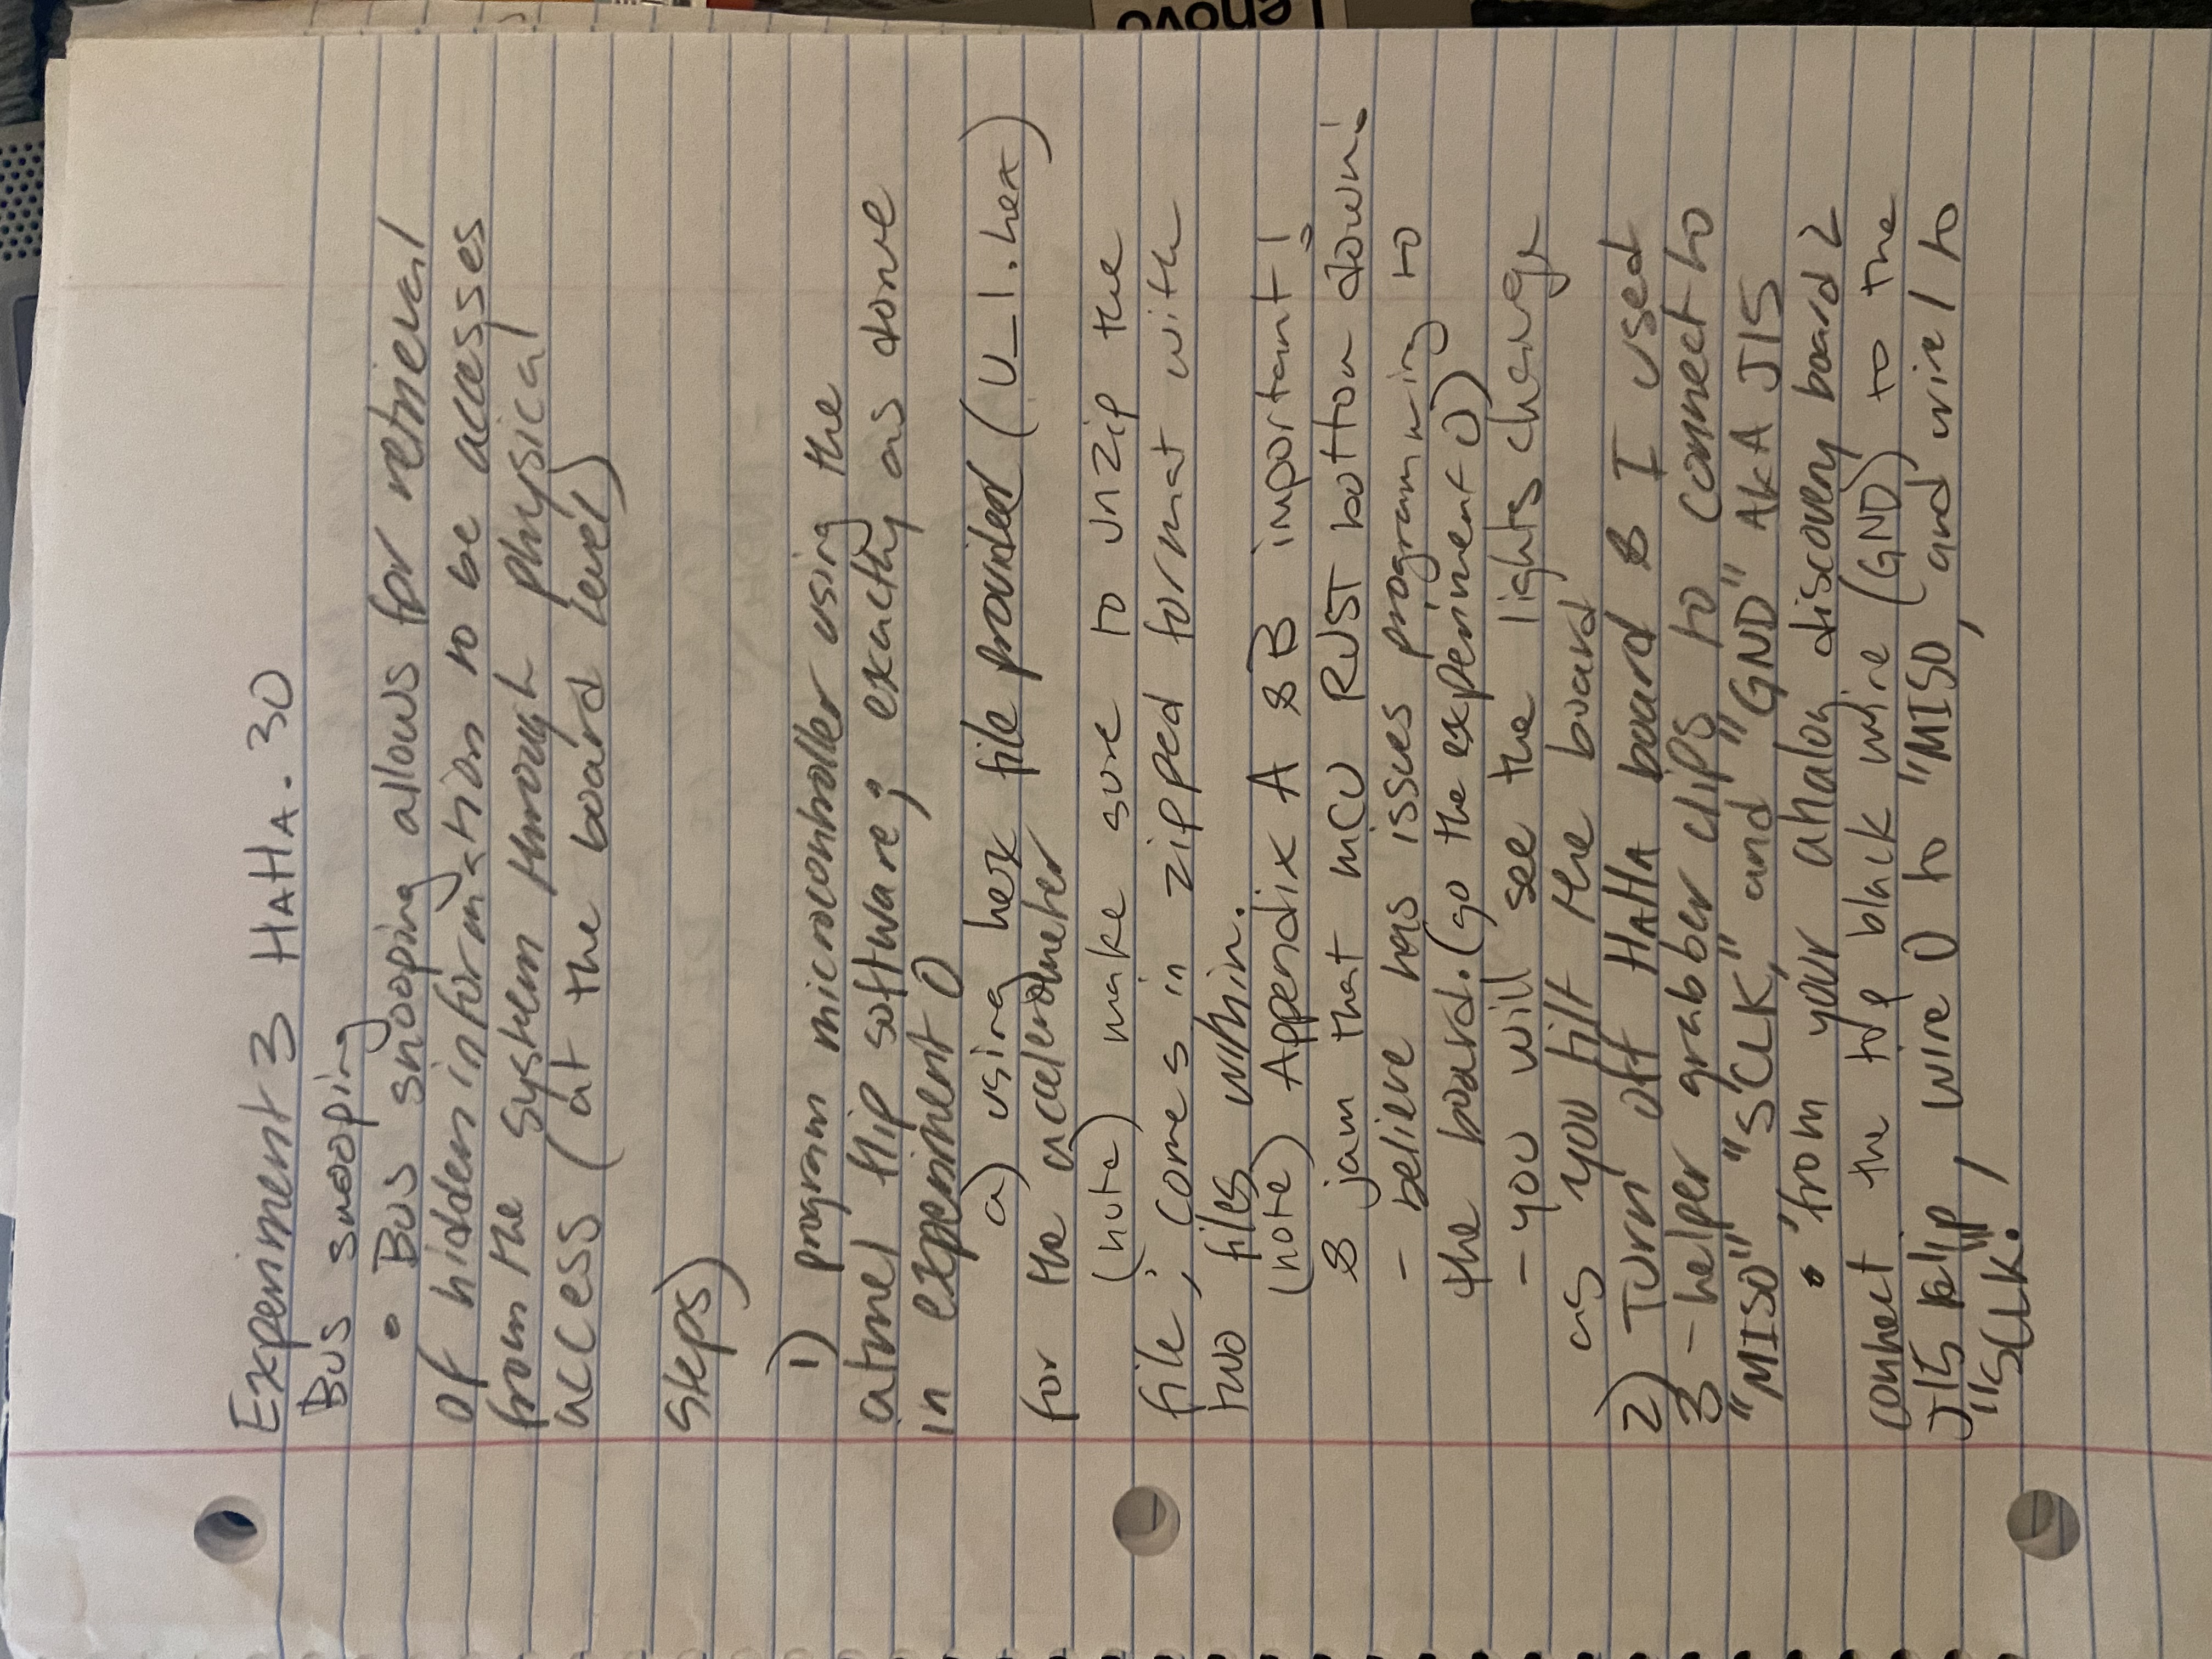 Experiment 3 HAHA. 30
Bus snooping
• Bus snooping allows for retrieval
of hidden information to be accesses
from the system through physical
access (at the board level)
steps)
1) program microcontroller using the
atmel flip software; exactly as done
in experiment 0
a) using hex file provided (U_1.hex)
for the accelerometer
(note) make sure to unzip the
file; comes in zipped format with
two files within.
(note) Appendix A & B important!
& jam that MCU RUST botton down!
- believe has issues programming to
the board. (go the experiment 0)
- you will see the lights change
as you tilt the board
2) Turn off HAHA board & I used
3 - helper grabber clips to connect to
"MISO", "SCLK," and "GND" AKA J15
• from your analog discovery board 2
connect the top black wire (GND) to the
J15 klip, wire 0 to "MISO, and wire 1 to
"SCLK."
Lenovo